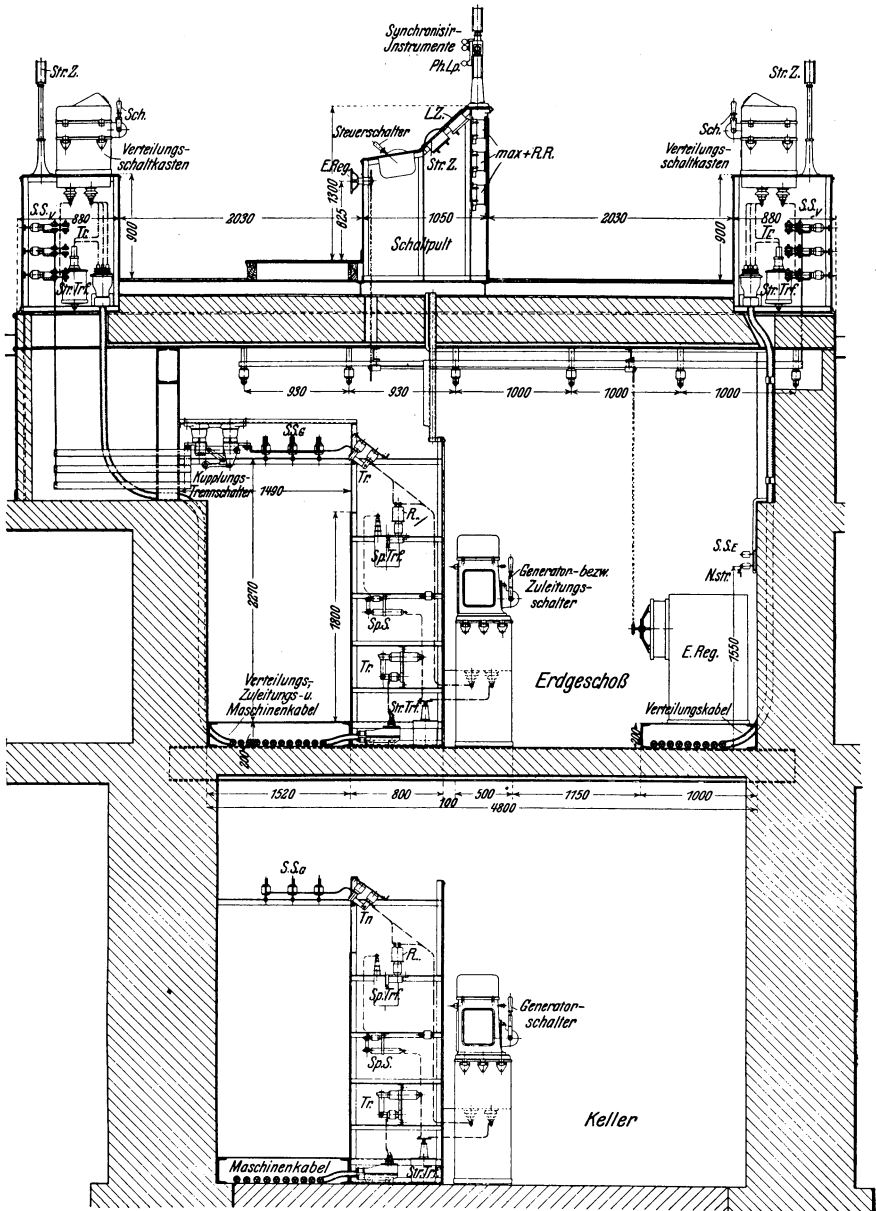 Synchronisir-
Instrumente
Ph.Lp.
Str.Z.
Str.Z.
Sch.
Sch.
L.Z.
Steuerschalter
Str.Z.
max+R.R.
Verteilungs-
schaltkasten
Verteilungs-
schaltkasten
E.Reg.
1300
625
S.S.v
880
Tr.
900
2030
1050
2030
900
880
S.S.v
Tr.
Schaltpult
Str.Trf.
Str.Trf.
930
930
1000
1000
1000
S.S.G
Kupplungs-
Trennschalter
1490
Tr.
R.
Sp.Trf.
2270
1800
Sp.S.
Generator-bezw.
Zuleitungs-
schalter
S.S.E
N.str.
1550
E.Reg.
Tr.
Erdgeschoß
Verteilungs-,
Zuleitungs- u.
Maschinenkabel
Str.Trf.
Verteilungskabel
200
200
1520
800
100
500
1150
1000
4800
S.S.a
Tn
R.
Sp.Trf.
Generator-
schalter
Sp.S.
Tr.
Keller
Maschinenkabel
Str.Trf.